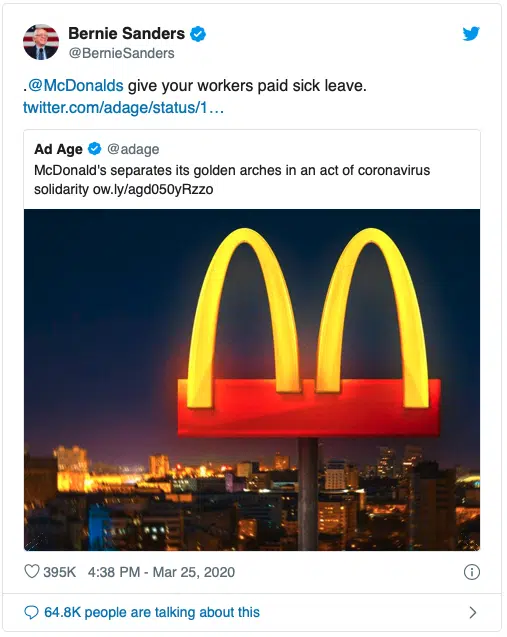 Bernie Sanders
@BernieSanders
.@McDonalds give your workers paid sick leave.
twitter.com/adage/status/1…
Ad Age @adage
McDonald's separates its golden arches in an act of coronavirus
solidarity ow.ly/agd050yRzzo
395K 4:38 PM - Mar 25, 2020
64.8K people are talking about this